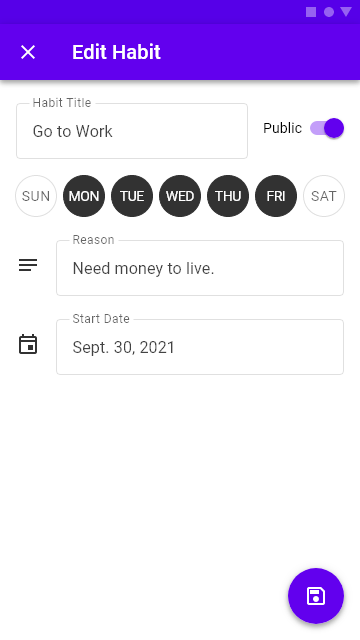 Edit Habit
Habit Title
Go to Work
Public
SUN MON TUE WED THU FRI SAT
Reason
Need money to live.
Start Date
Sept. 30, 2021